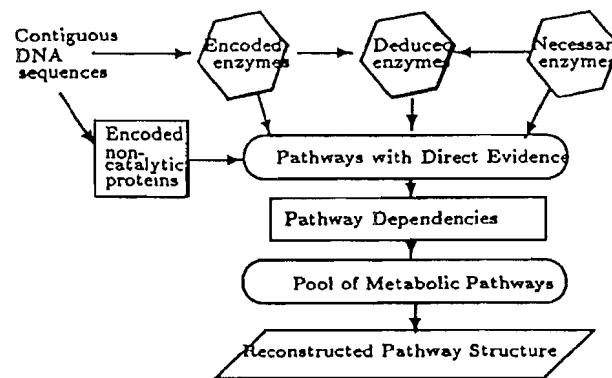 Contiguous
DNA
sequences
Encoded
enzymes
Deduced
enzymes
Necessar
enzymes
Encoded
non-
catalytic
proteins
Pathways with Direct Evidence
Pathway Dependencies
Pool of Metabolic Pathways
Reconstructed Pathway Structure